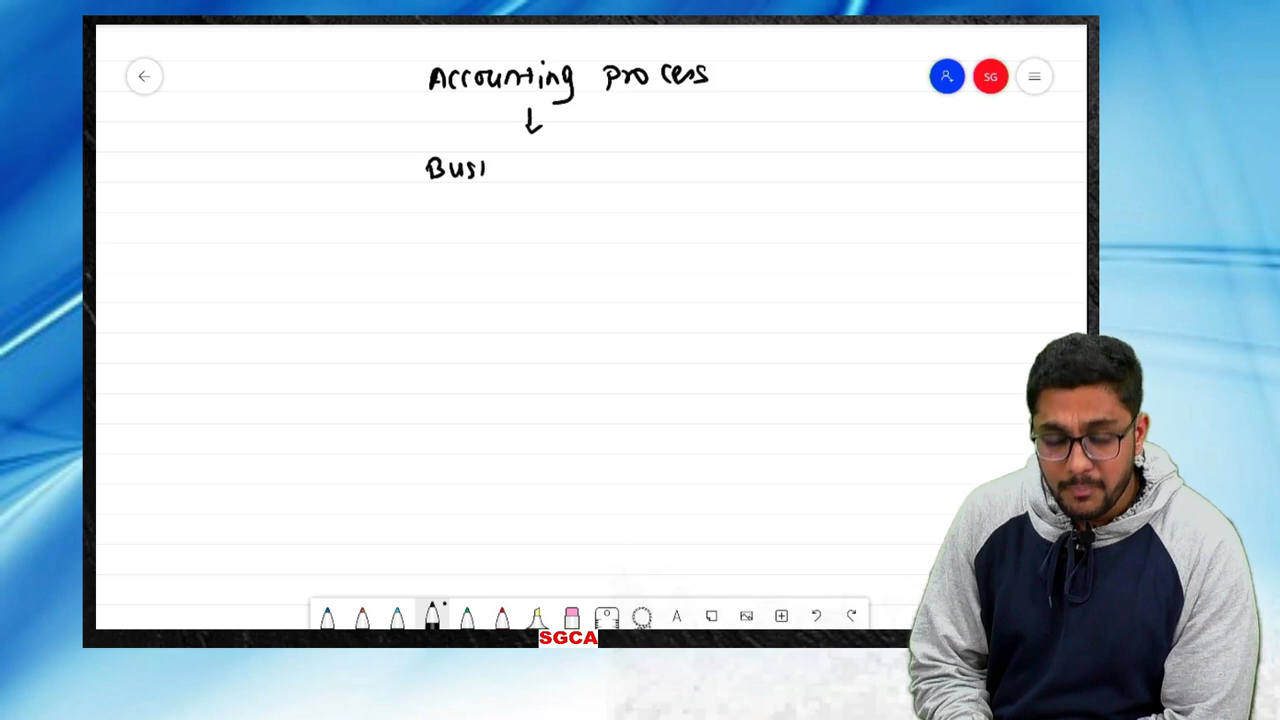 Accounting process
↓
Busi
SG
A
SGCA